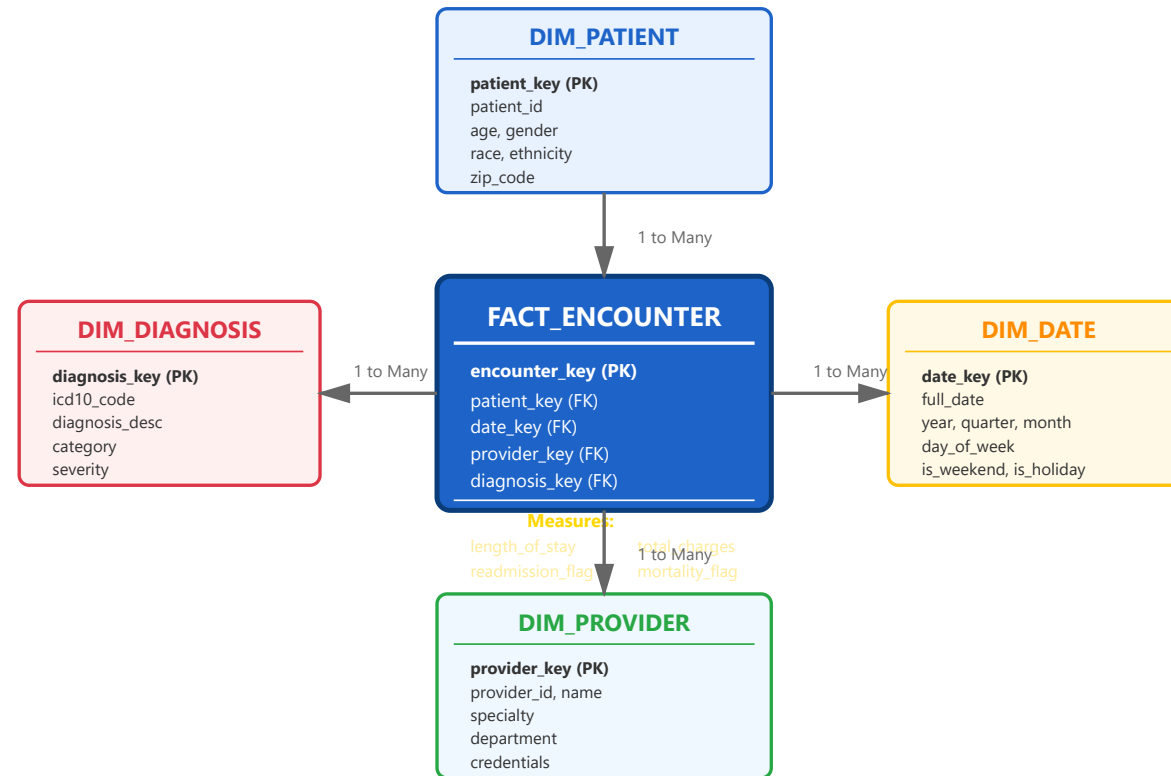 DIM_PATIENT
patient_key (PK)
patient_id
age, gender
race, ethnicity
zip_code
1 to Many
DIM_DIAGNOSIS
diagnosis_key (PK)
icd10_code
diagnosis_desc
category
severity
1 to Many
FACT_ENCOUNTER
encounter_key (PK)
patient_key (FK)
date_key (FK)
provider_key (FK)
diagnosis_key (FK)
Measures:
length_of_stay total_charges
readmission_flag mortality_flag
1 to Many
DIM_DATE
date_key (PK)
full_date
year, quarter, month
day_of_week
is_weekend, is_holiday
1 to Many
DIM_PROVIDER
provider_key (PK)
provider_id, name
specialty
department
credentials